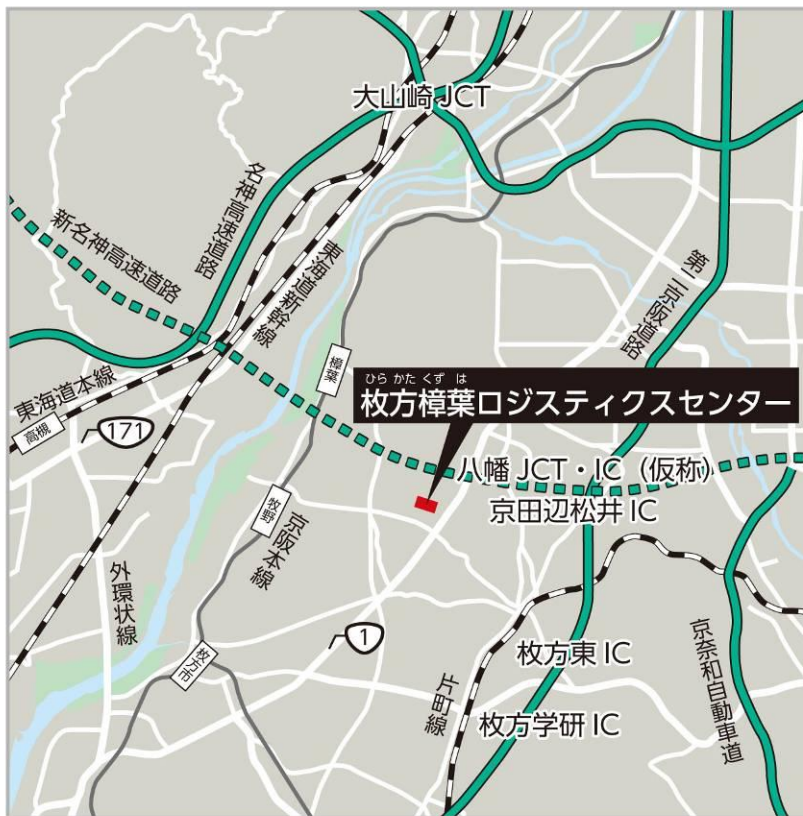 大山崎 JCT
名神高速道路
新名神高速道路
東海道新幹線
第二京阪道路
樟葉
ひら かた くず は
枚方樟葉ロジスティクスセンター
東海道本線
高槻
171
八幡 JCT・IC（仮称）
京田辺松井 IC
牧野
京阪本線
外環状線
1
枚方市
片町線
枚方東 IC
枚方学研 IC
京奈和自動車道